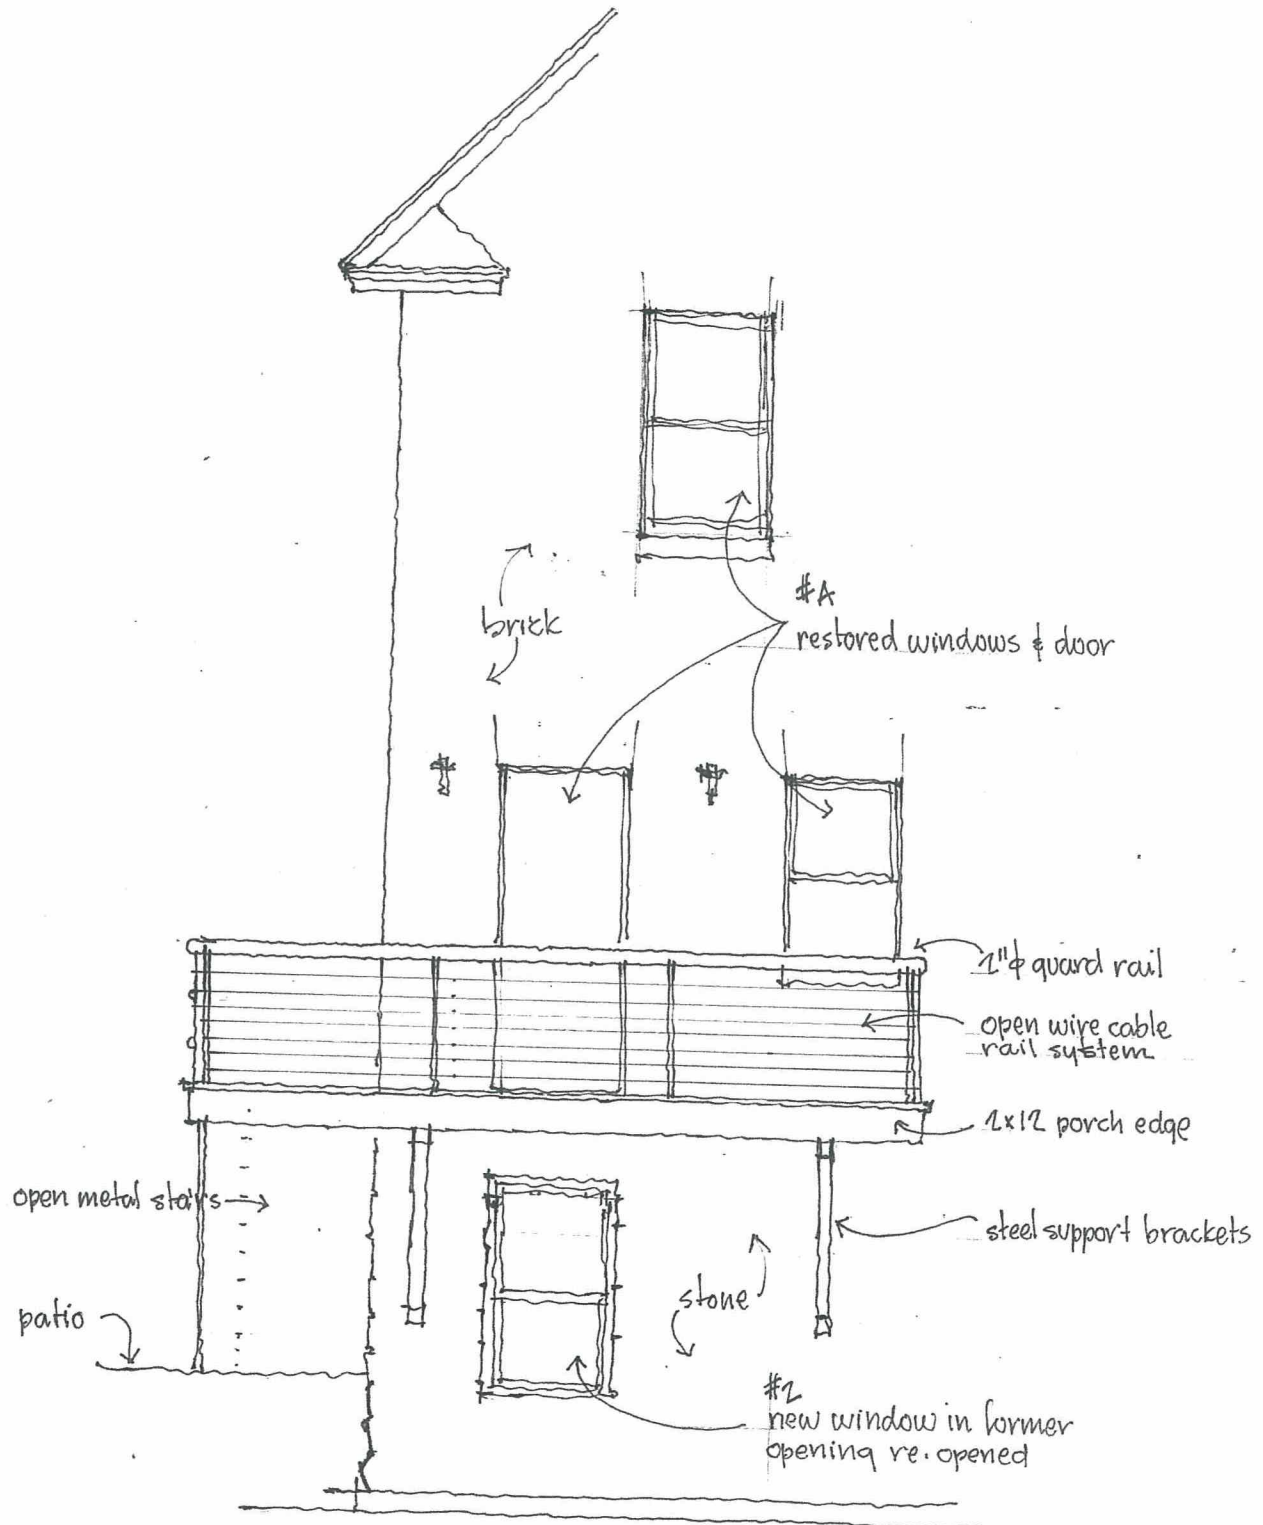 brick
#A
restored windows & door
1"ϕ guard rail
open wire cable
rail system
1x12 porch edge
open metal stairs
steel support brackets
stone
patio
#2
new window in former
opening re.opened